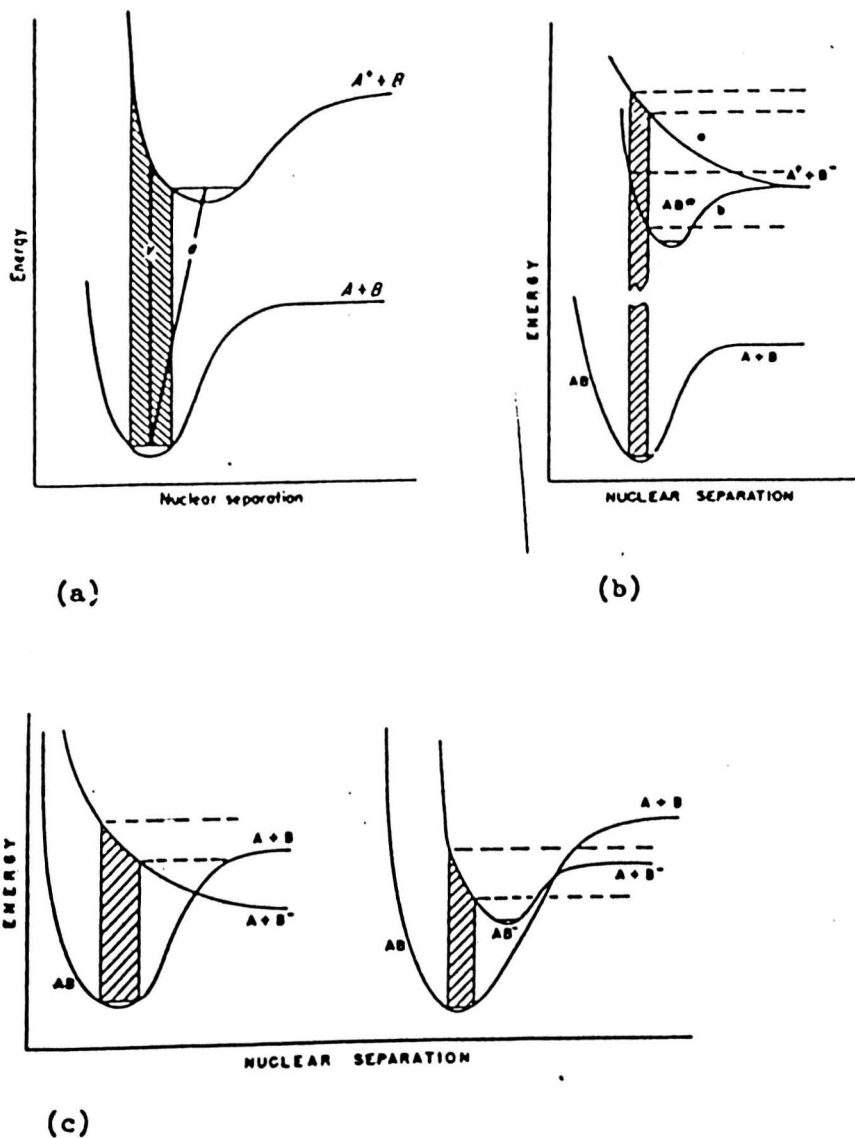 A* + B
Energy
v
a
A + B
Nuclear separation
(a)
a
A⁺ + B⁻
AB*
b
ENERGY
AB
A + B
NUCLEAR SEPARATION
(b)
ENERGY
A + B
A + B⁻
AB
A + B
A + B⁻
AB
AB⁻
NUCLEAR SEPARATION
(c)